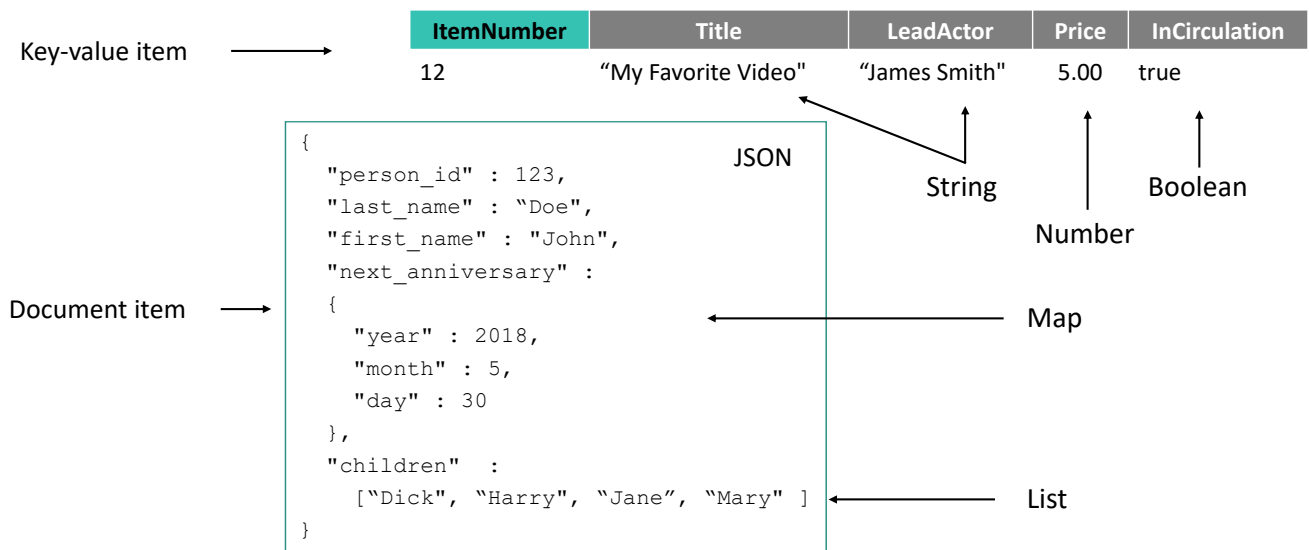 ItemNumber Title LeadActor Price InCirculation
Key-value item
12 “My Favorite Video" “James Smith" 5.00 true
{
JSON
"person_id" : 123,
String
Boolean
"last_name" : “Doe",
"first_name" : "John",
Number
"next_anniversary" :
Document item
{
Map
"year" : 2018,
"month" : 5,
"day" : 30
},
"children" :
[“Dick", “Harry", “Jane”, “Mary" ]
List
}